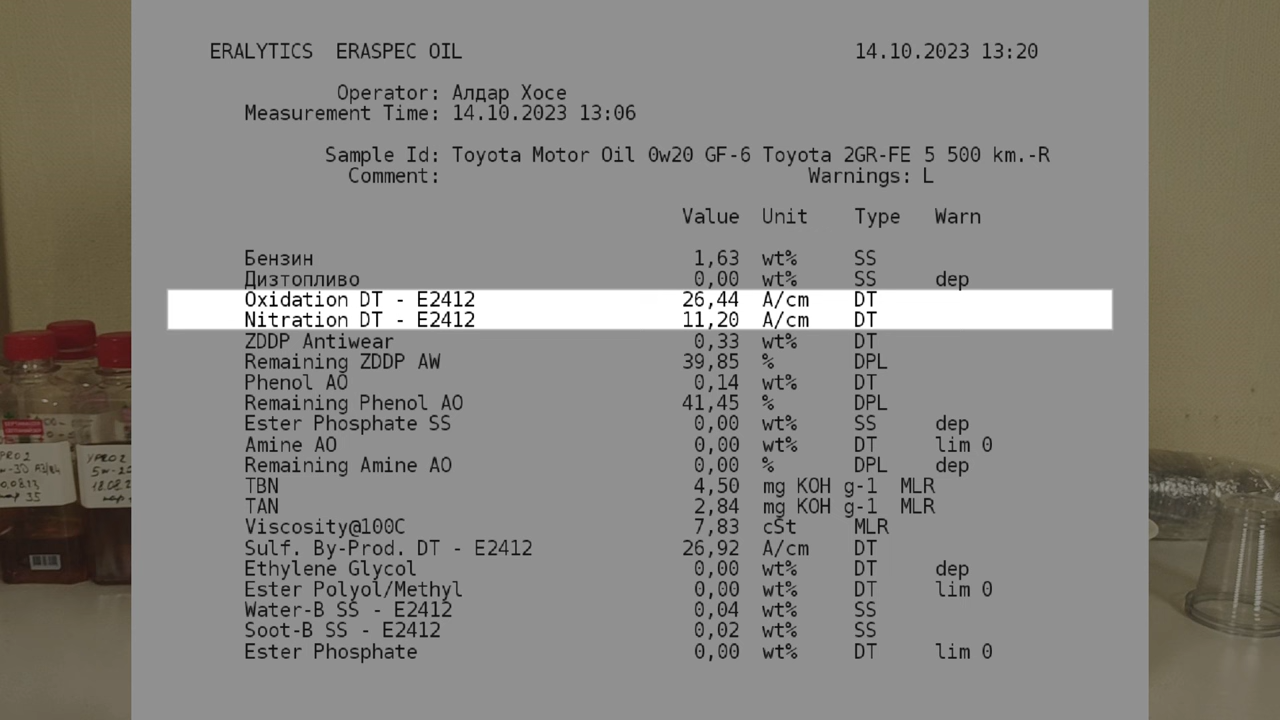 ERALYTICS ERASPEC OIL 14.10.2023 13:20
Operator: Алдар Хосе
Measurement Time: 14.10.2023 13:06
Sample Id: Toyota Motor Oil 0w20 GF-6 Toyota 2GR-FE 5 500 km.-R
Comment: Warnings: L
Value Unit Type Warn
Бензин 1,63 wt% SS
Дизтопливо 0,00 wt% SS dep
Oxidation DT - E2412 26,44 A/cm DT
Nitration DT - E2412 11,20 A/cm DT
ZDDP Antiwear 0,33 wt% DT
Remaining ZDDP AW 39,85 % DPL
Phenol AO 0,14 wt% DT
Remaining Phenol AO 41,45 % DPL
Ester Phosphate SS 0,00 wt% SS dep
Amine AO 0,00 wt% DT lim 0
Remaining Amine AO 0,00 % DPL dep
TBN 4,50 mg KOH g-1 MLR
TAN 2,84 mg KOH g-1 MLR
Viscosity@100C 7,83 cSt MLR
Sulf. By-Prod. DT - E2412 26,92 A/cm DT
Ethylene Glycol 0,00 wt% DT dep
Ester Polyol/Methyl 0,00 wt% DT lim 0
Water-B SS - E2412 0,04 wt% SS
Soot-B SS - E2412 0,02 wt% SS
Ester Phosphate 0,00 wt% DT lim 0